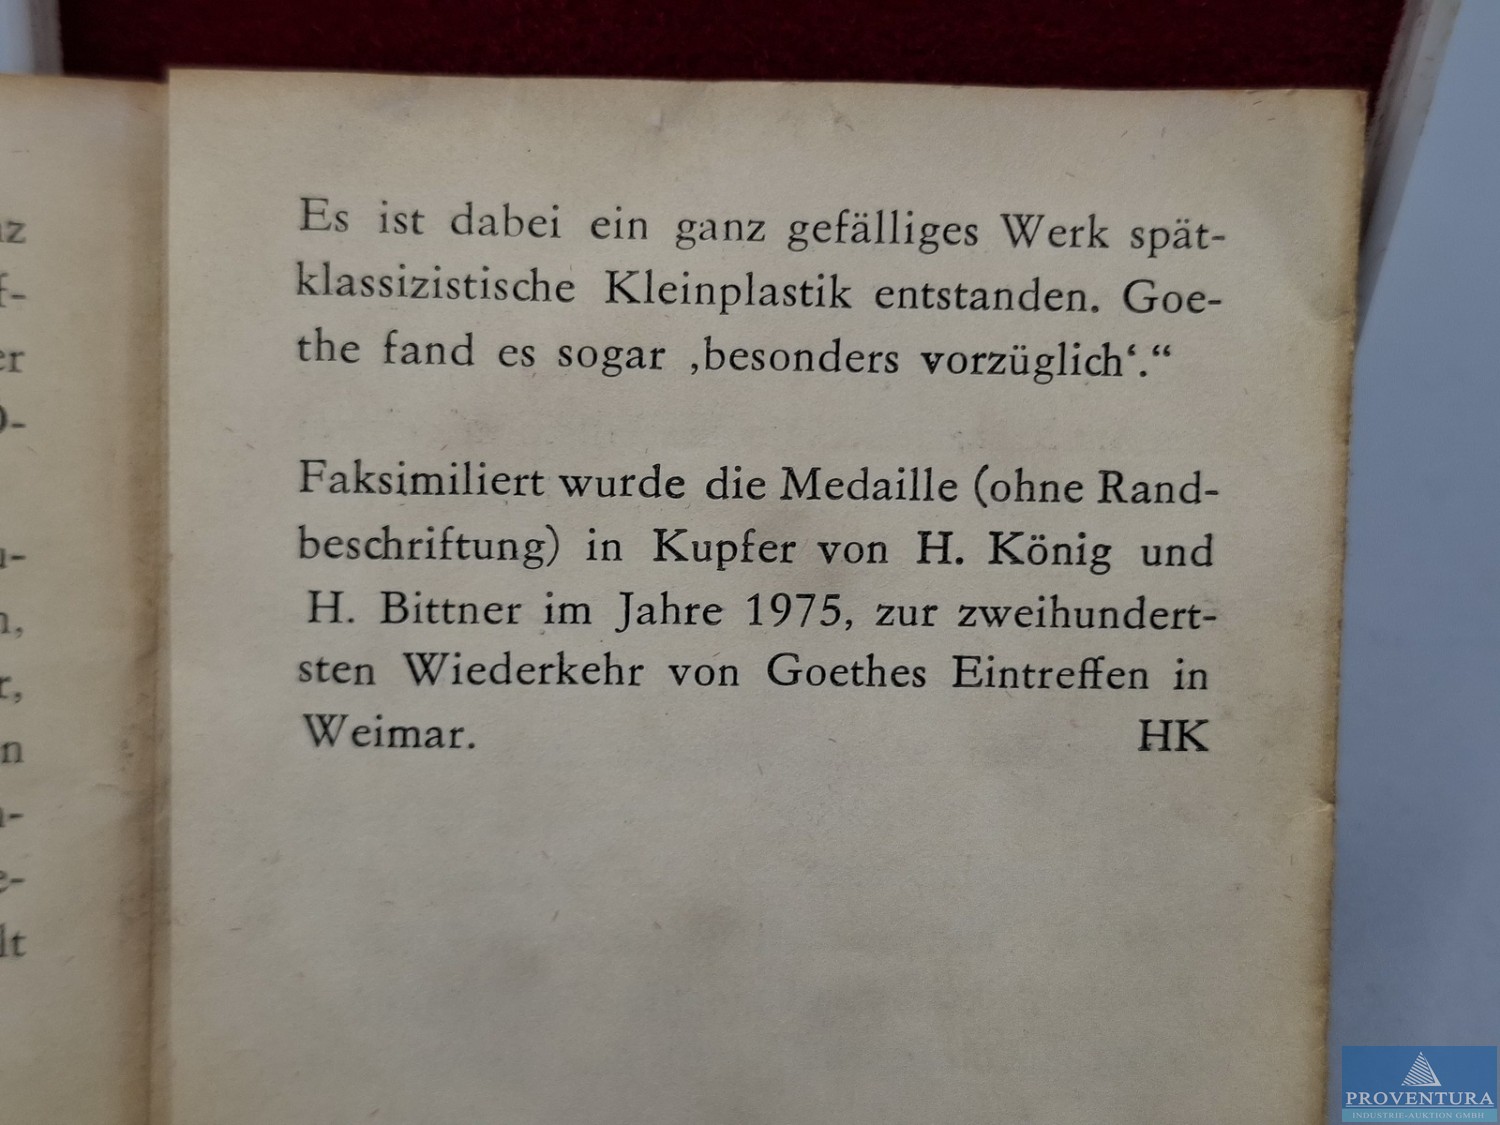 Es ist dabei ein ganz gefälliges Werk spät-
klassizistische Kleinplastik entstanden. Goe-
the fand es sogar ‚besonders vorzüglich‘.“
Faksimiliert wurde die Medaille (ohne Rand-
beschriftung) in Kupfer von H. König und
H. Bittner im Jahre 1975, zur zweihundert-
sten Wiederkehr von Goethes Eintreffen in
Weimar. HK
PROVENTURA
INDUSTRIE-AUKTION GMBH